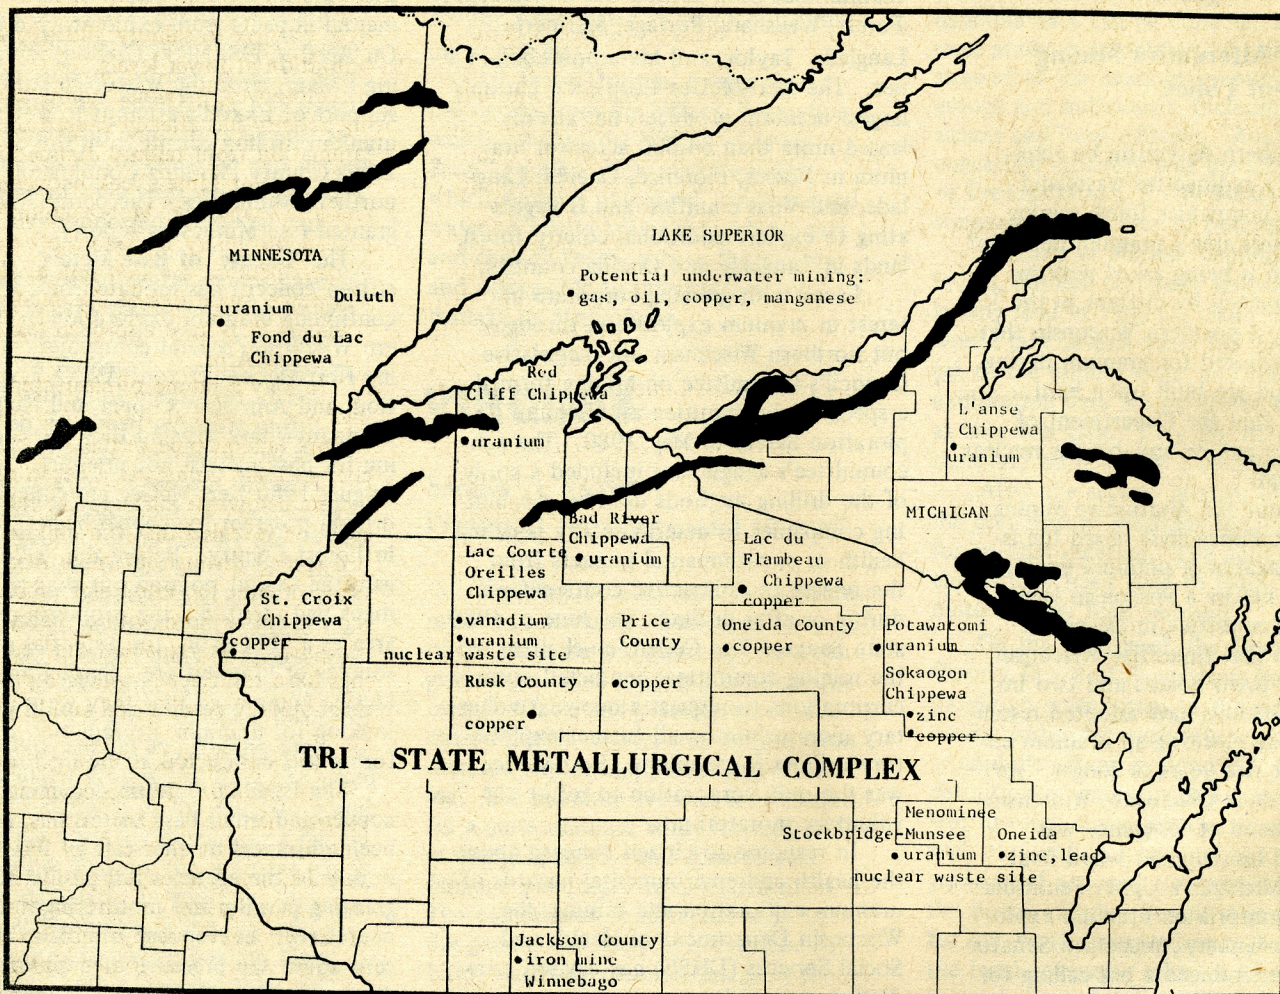 LAKE SUPERIOR
MINNESOTA
Potential underwater mining:
gas, oil, copper, manganese
Duluth
uranium
Fond du Lac
Chippewa
Red
Cliff Chippewa
uranium
L'anse
Chippewa
uranium
MICHIGAN
Bad River
Chippewa
uranium
Lac Courte
Oreilles
Chippewa
vanadium
uranium
nuclear waste site
Lac du
Flambeau
Chippewa
copper
St. Croix
Chippewa
copper
Price
County
Oneida County
copper
Potawatomi
uranium
Rusk County
copper
copper
Sokaogon
Chippewa
zinc
copper
TRI - STATE METALLURGICAL COMPLEX
Menominee
Stockbridge-Munsee
Oneida
uranium
zinc, lead
nuclear waste site
Jackson County
iron mine
Winnebago